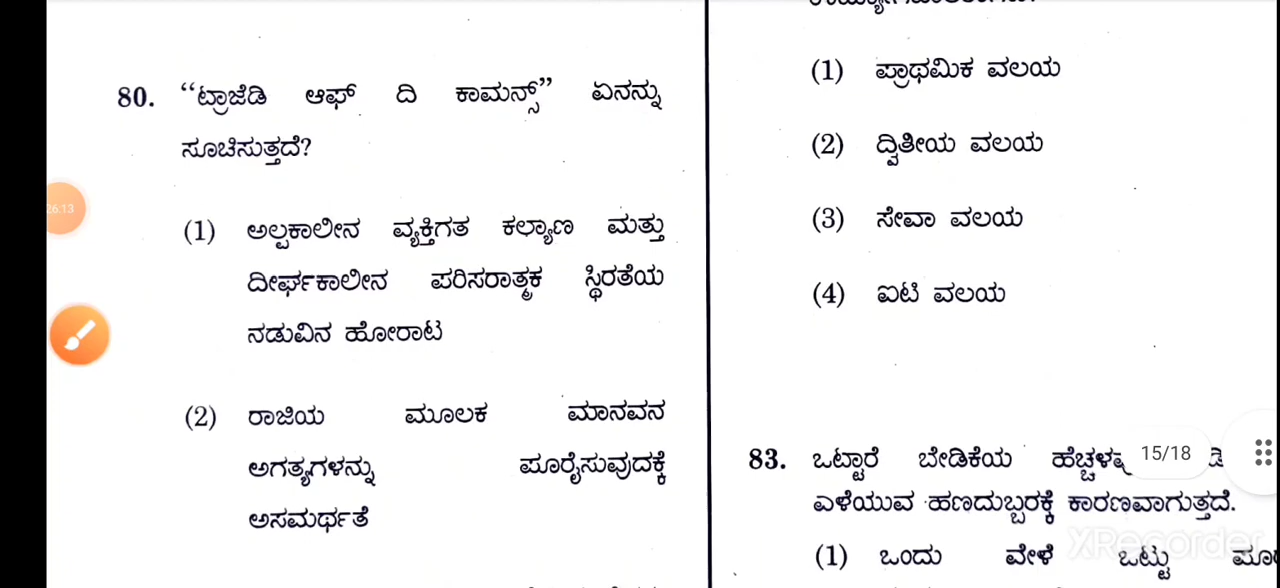 80. “ಟ್ರಾಜೆಡಿ ಆಫ್ ದಿ ಕಾಮನ್ಸ್” ಏನನ್ನು
ಸೂಚಿಸುತ್ತದೆ?
(1) ಅಲ್ಪಕಾಲೀನ ವ್ಯಕ್ತಿಗತ ಕಲ್ಯಾಣ ಮತ್ತು
ದೀರ್ಘಕಾಲೀನ ಪರಿಸರಾತ್ಮಕ ಸ್ಥಿರತೆಯ
ನಡುವಿನ ಹೋರಾಟ
(2) ರಾಜಿಯ ಮೂಲಕ ಮಾನವನ
ಅಗತ್ಯಗಳನ್ನು ಪೂರೈಸುವುದಕ್ಕೆ
ಅಸಮರ್ಥತೆ
(1) ಪ್ರಾಥಮಿಕ ವಲಯ
(2) ದ್ವಿತೀಯ ವಲಯ
(3) ಸೇವಾ ವಲಯ
(4) ಐಟಿ ವಲಯ
83. ಒಟ್ಟಾರೆ ಬೇಡಿಕೆಯ
ಎಳೆಯುವ ಹಣದುಬ್ಬರಕ್ಕೆ ಕಾರಣವಾಗುತ್ತದೆ.
(1) ಒಂದು ವೇಳೆ ಒಟ್ಟು
26:13
15/18
XRecorder